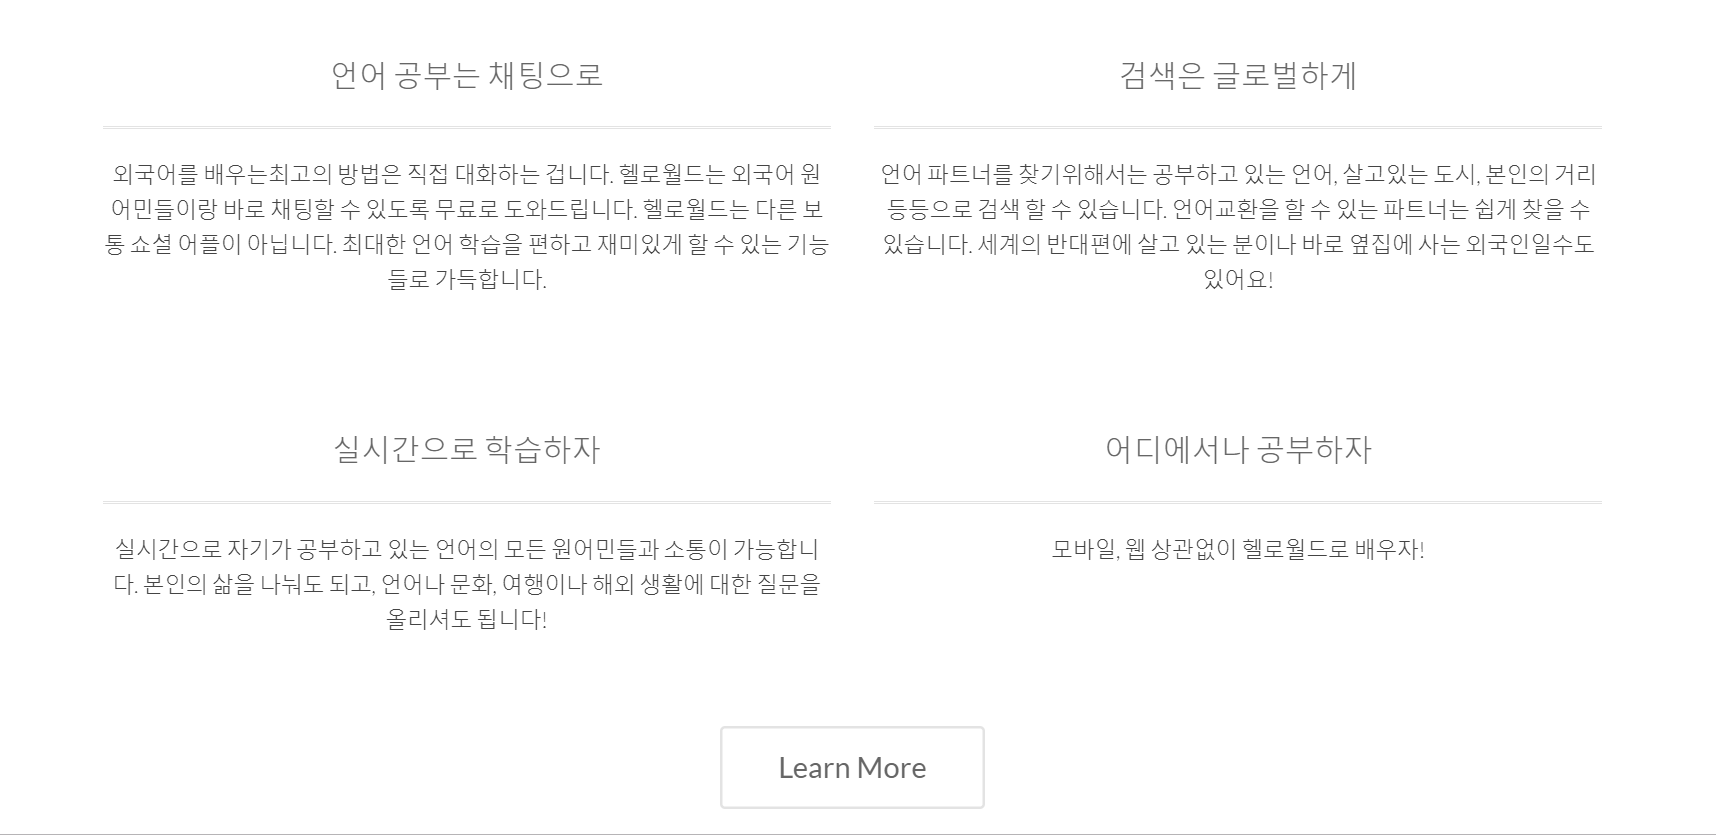 언어 공부는 채팅으로
외국어를 배우는최고의 방법은 직접 대화하는 겁니다. 헬로월드는 외국어 원
어민들이랑 바로 채팅할 수 있도록 무료로 도와드립니다. 헬로월드는 다른 보
통 쇼셜 어플이 아닙니다. 최대한 언어 학습을 편하고 재미있게 할 수 있는 기능
들로 가득합니다.
검색은 글로벌하게
언어 파트너를 찾기위해서는 공부하고 있는 언어, 살고있는 도시, 본인의 거리
등등으로 검색 할 수 있습니다. 언어교환을 할 수 있는 파트너는 쉽게 찾을 수
있습니다. 세계의 반대편에 살고 있는 분이나 바로 옆집에 사는 외국인일수도
있어요!
실시간으로 학습하자
실시간으로 자기가 공부하고 있는 언어의 모든 원어민들과 소통이 가능합니
다. 본인의 삶을 나눠도 되고, 언어나 문화, 여행이나 해외 생활에 대한 질문을
올리셔도 됩니다!
어디에서나 공부하자
모바일, 웹 상관없이 헬로월드로 배우자!
Learn More